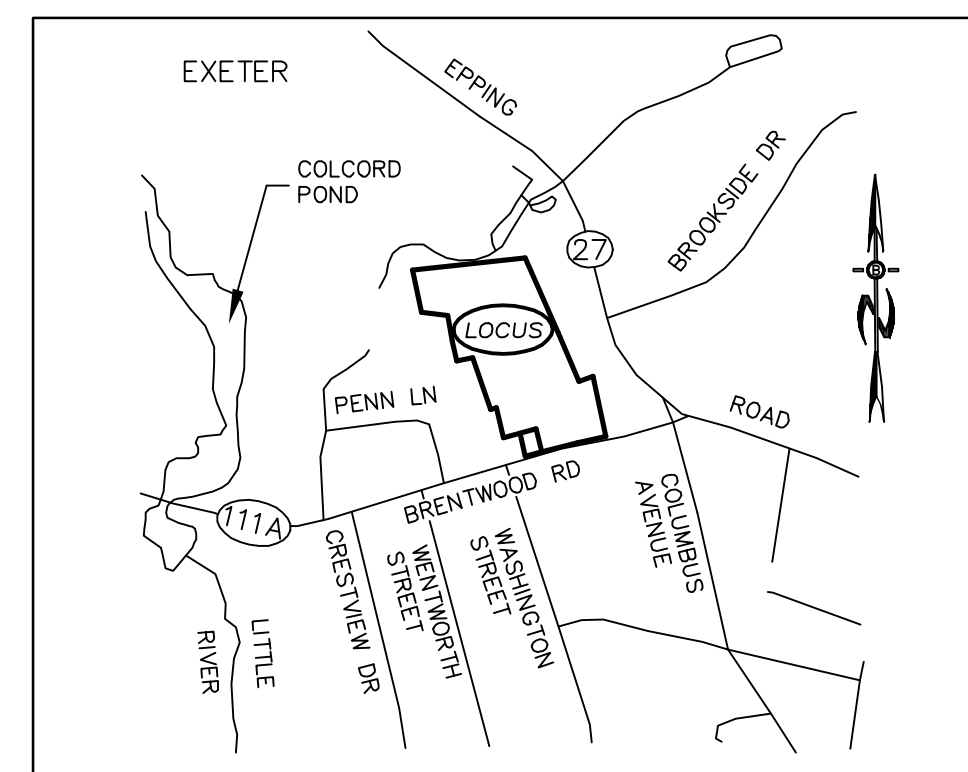 EXETER
EPPING
COLCORD
POND
BROOKSIDE DR
27
B
LOCUS
PENN LN
ROAD
BRENTWOOD RD
111A
COLUMBUS
AVENUE
CRESTVIEW DR
WENTWORTH
STREET
WASHINGTON
STREET
LITTLE
RIVER